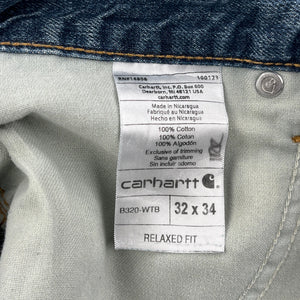 RN#14806 100171
Carhartt, Inc. P.O. Box 600
Dearborn, MI 48121 USA
carhartt.com
Made in Nicaragua
Fabriqué au Nicaragua
Hecho en Nicaragua
100% Cotton
100% Coton
100% Algodón
Exclusive of trimming
Sans garniture
Sin incluir adorno
carhartt
B320-WTB 32 x 34
RELAXED FIT